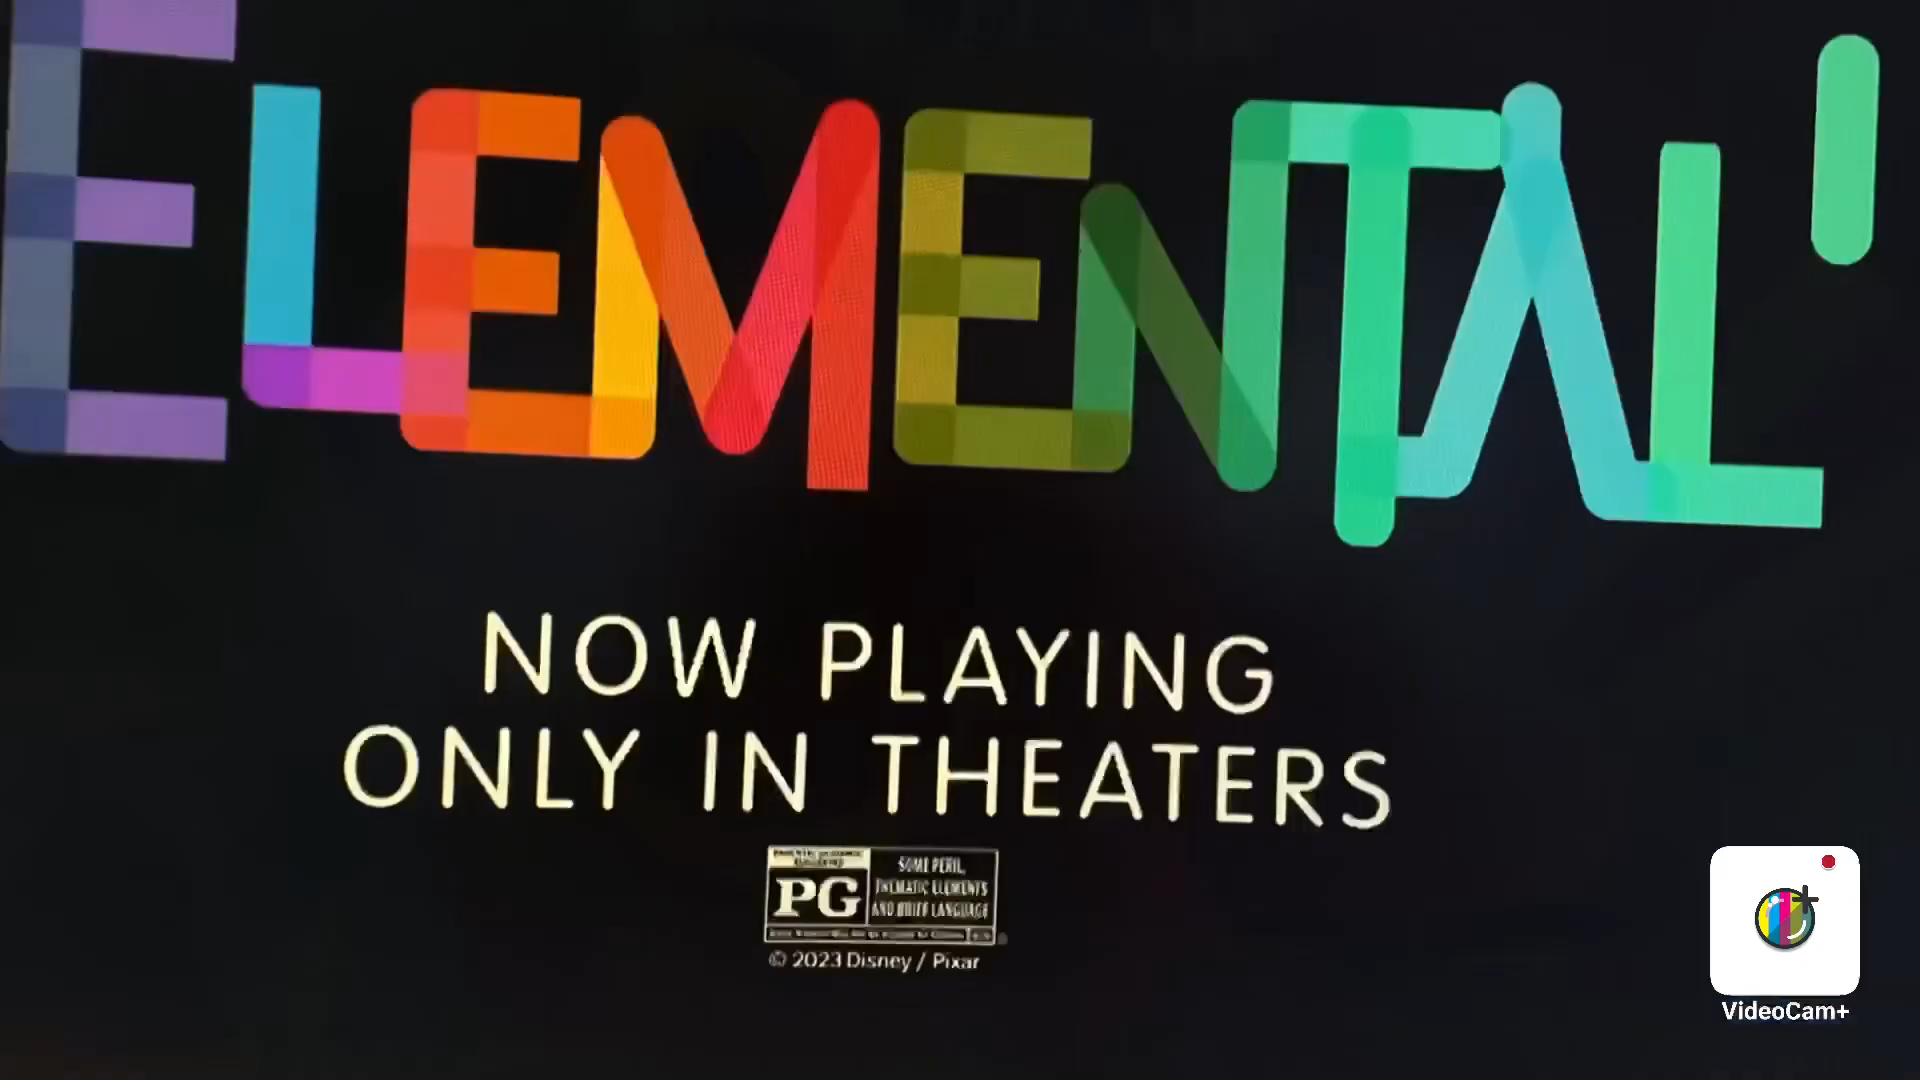 ELEMENTAL'
NOW PLAYING
ONLY IN THEATERS
PG
SOME PERIL,
THEMATIC ELEMENTS
AND BRIEF LANGUAGE
© 2023 Disney / Pixar
VideoCam+